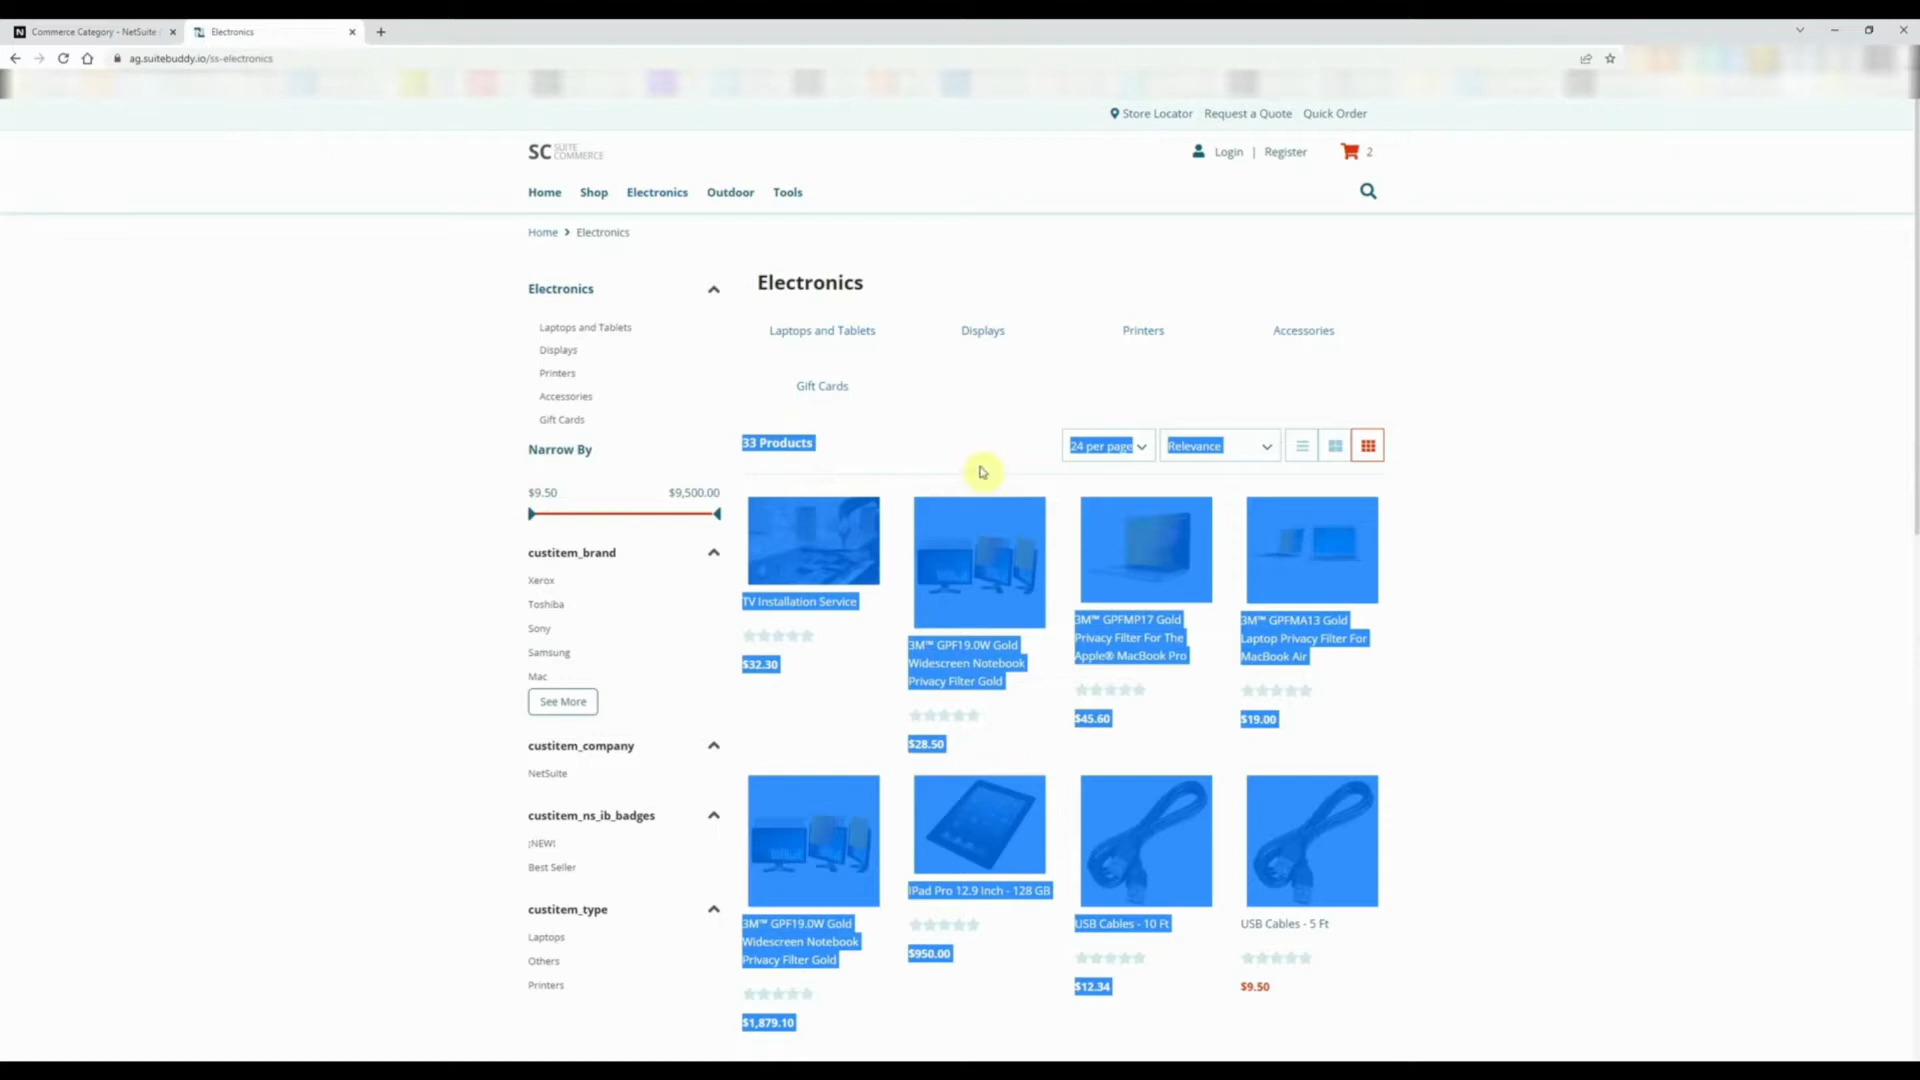 Commerce Category - NetSuite
Electronics
ag.suitebuddy.io/ss-electronics
Store Locator Request a Quote Quick Order
SC SUITE COMMERCE
Login | Register 2
Home Shop Electronics Outdoor Tools
Home > Electronics
Electronics
Laptops and Tablets
Displays
Printers
Accessories
Gift Cards
Narrow By
$9.50 $9,500.00
custitem_brand
Xerox
Toshiba
Sony
Samsung
Mac
See More
custitem_company
NetSuite
custitem_ns_ib_badges
¡NEW!
Best Seller
custitem_type
Laptops
Others
Printers
Electronics
Laptops and Tablets Displays Printers Accessories
Gift Cards
33 Products
24 per page
Relevance
TV Installation Service
$32.30
3M™ GPF19.0W Gold
Widescreen Notebook
Privacy Filter Gold
$28.50
3M™ GPFMP17 Gold
Privacy Filter For The
Apple® MacBook Pro
$45.60
3M™ GPFMA13 Gold
Laptop Privacy Filter For
MacBook Air
$19.00
3M™ GPF19.0W Gold
Widescreen Notebook
Privacy Filter Gold
$1,879.10
IPad Pro 12.9 Inch - 128 GB
$950.00
USB Cables - 10 Ft
$12.34
USB Cables - 5 Ft
$9.50